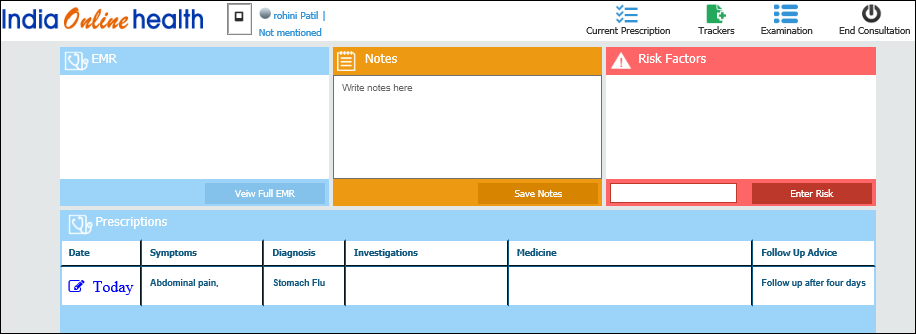 India Online health
rohini Patil |
Not mentioned
Current Prescription
Trackers
Examination
End Consultation
EMR
Notes
Risk Factors
Write notes here
Veiw Full EMR
Save Notes
Enter Risk
Prescriptions
Date Symptoms Diagnosis Investigations Medicine Follow Up Advice
Today Abdominal pain, Stomach Flu Follow up after four days